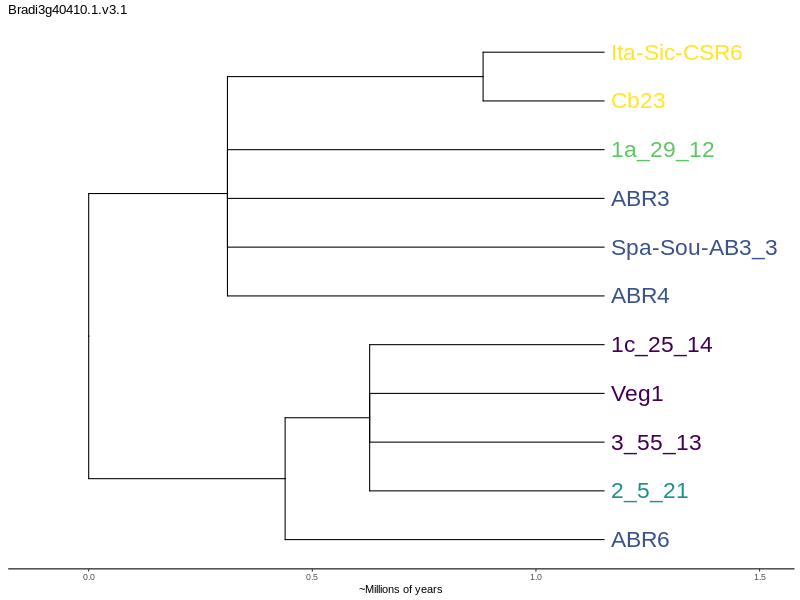 Bradi3g40410.1.v3.1
Ita-Sic-CSR6
Cb23
1a_29_12
ABR3
Spa-Sou-AB3_3
ABR4
1c_25_14
Veg1
3_55_13
2_5_21
ABR6
0.0 0.5 1.0 1.5
~Millions of years